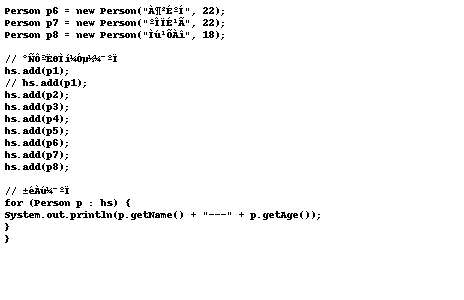 Person p6 = new Person("À¶²ÉºÍ", 22);
Person p7 = new Person("ºÎÏÉ¹Ã", 22);
Person p8 = new Person("Ìú¹ÕÀî", 18);
// °ÑÔªËØÌí¼Óµ½¼¯ºÏ
hs.add(p1);
// hs.add(p1);
hs.add(p2);
hs.add(p3);
hs.add(p4);
hs.add(p5);
hs.add(p6);
hs.add(p7);
hs.add(p8);
// ±éÀú¼¯ºÏ
for (Person p : hs) {
System.out.println(p.getName() + "---" + p.getAge());
}
}